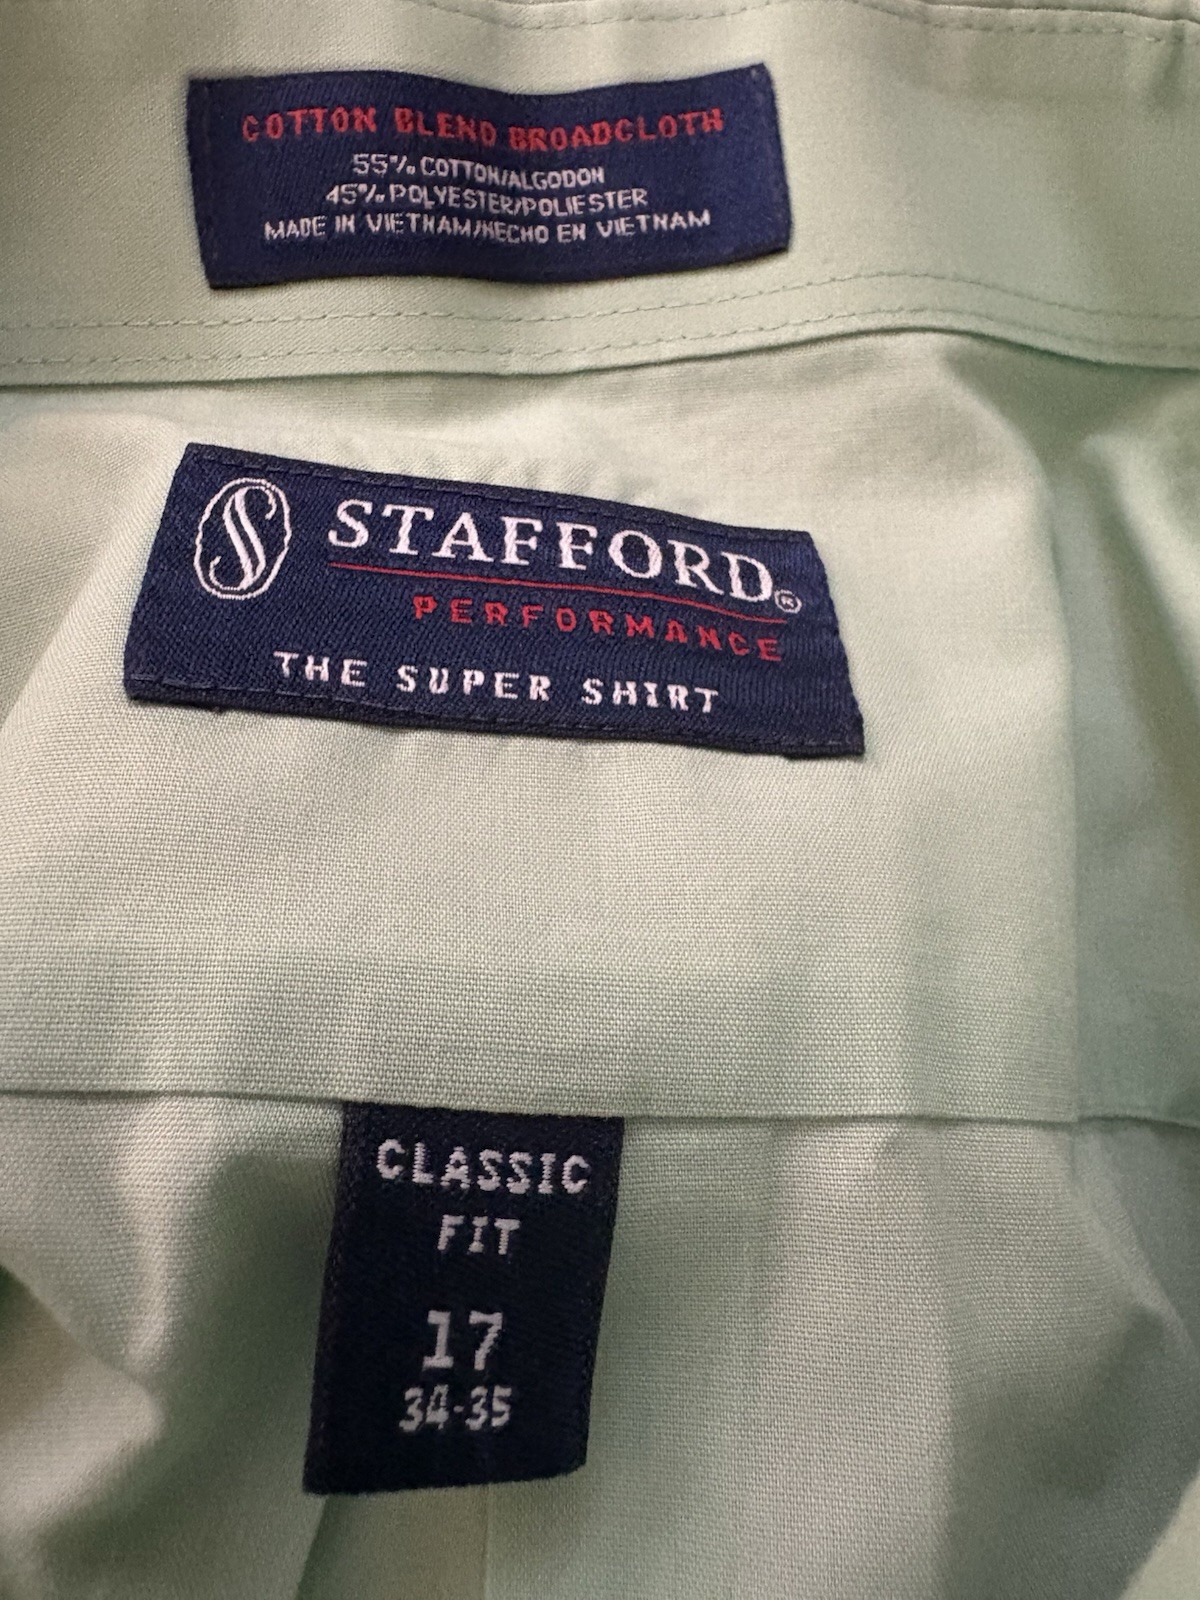 COTTON BLEND BROADCLOTH
55% COTTON/ALGODON
45% POLYESTER/POLIESTER
MADE IN VIETNAM/HECHO EN VIETNAM
STAFFORD®
PERFORMANCE
THE SUPER SHIRT
CLASSIC
FIT
17
34-35